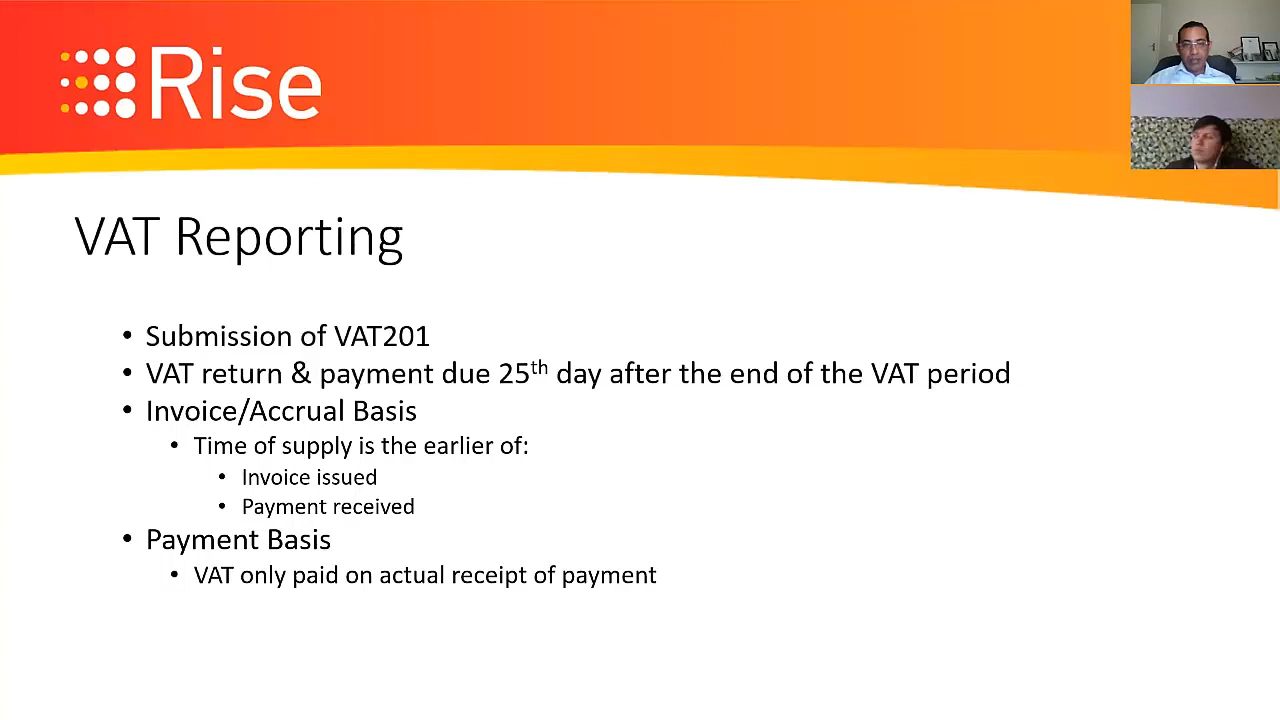 Rise
VAT Reporting
• Submission of VAT201
• VAT return & payment due 25th day after the end of the VAT period
• Invoice/Accrual Basis
• Time of supply is the earlier of:
• Invoice issued
• Payment received
• Payment Basis
• VAT only paid on actual receipt of payment